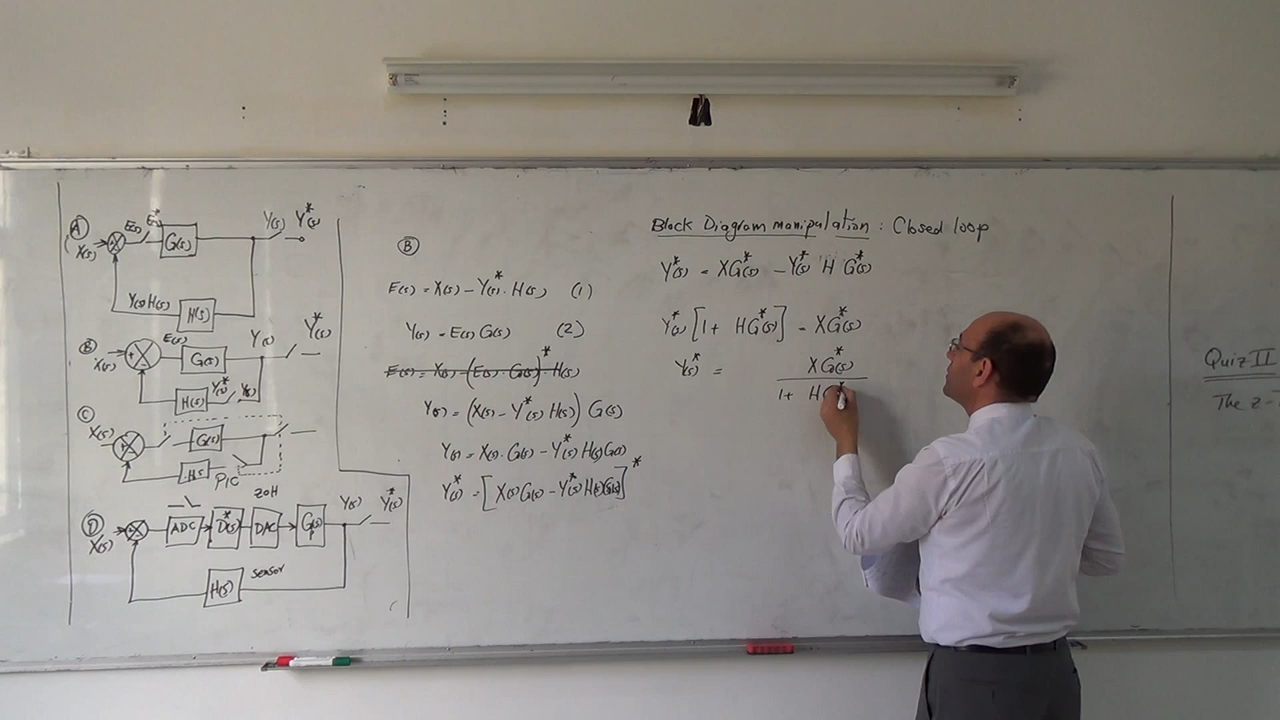 Block Diagram manipulation : Closed loop
A
X(s) E(s) E* G(s) Y(s) Y*(s)
Y(s)H(s) H(s)
B
X(s) E(s) G(s) Y(s) Y*(s)
H(s) Y*(s) Y(s)
C
X(s) G(s)
H(s) PIC
ZOH
D
X(s) ADC D*(s) DAC Gp(s) Y(s) Y*(s)
H(s) sensor
B
E(s) = X(s) - Y*(s) · H(s) (1)
Y(s) = E(s) G(s) (2)
E(s) = X(s) - (E(s) · G(s))* H(s)
Y(s) = (X(s) - Y*(s) H(s)) G(s)
Y(s) = X(s) · G(s) - Y*(s) H(s) G(s)
Y*(s) = [X(s) G(s) - Y*(s) H(s) G(s)]*
Y*(s) = XG*(s) - Y*(s) HG*(s)
Y*(s) [1 + HG*(s)] = XG*(s)
Y*(s) = XG*(s)
1 + H
Quiz II
The z-